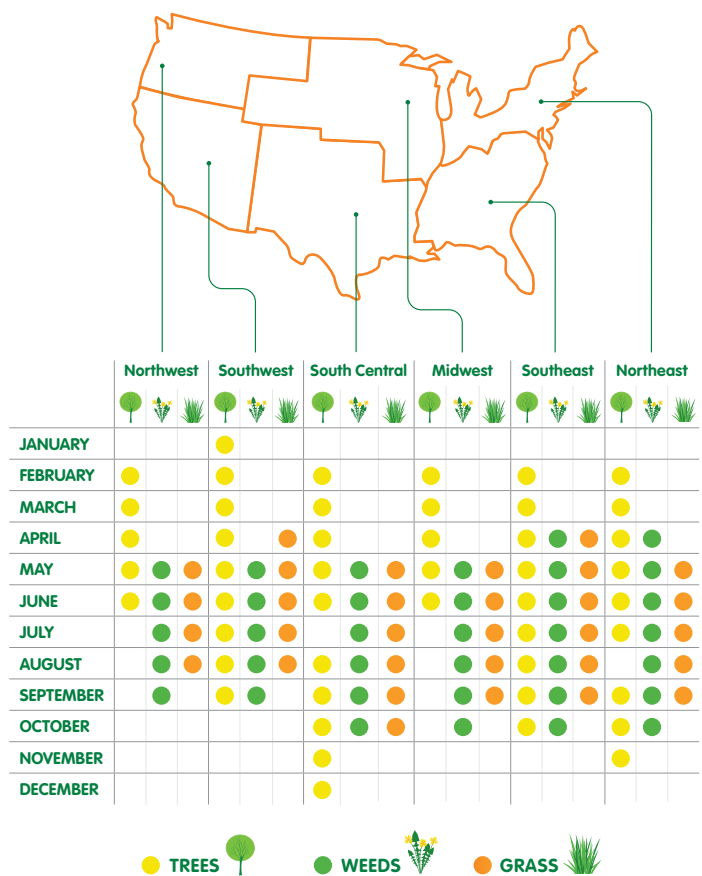 Northwest Southwest South Central Midwest Southeast Northeast
JANUARY
FEBRUARY
MARCH
APRIL
MAY
JUNE
JULY
AUGUST
SEPTEMBER
OCTOBER
NOVEMBER
DECEMBER
TREES WEEDS GRASS